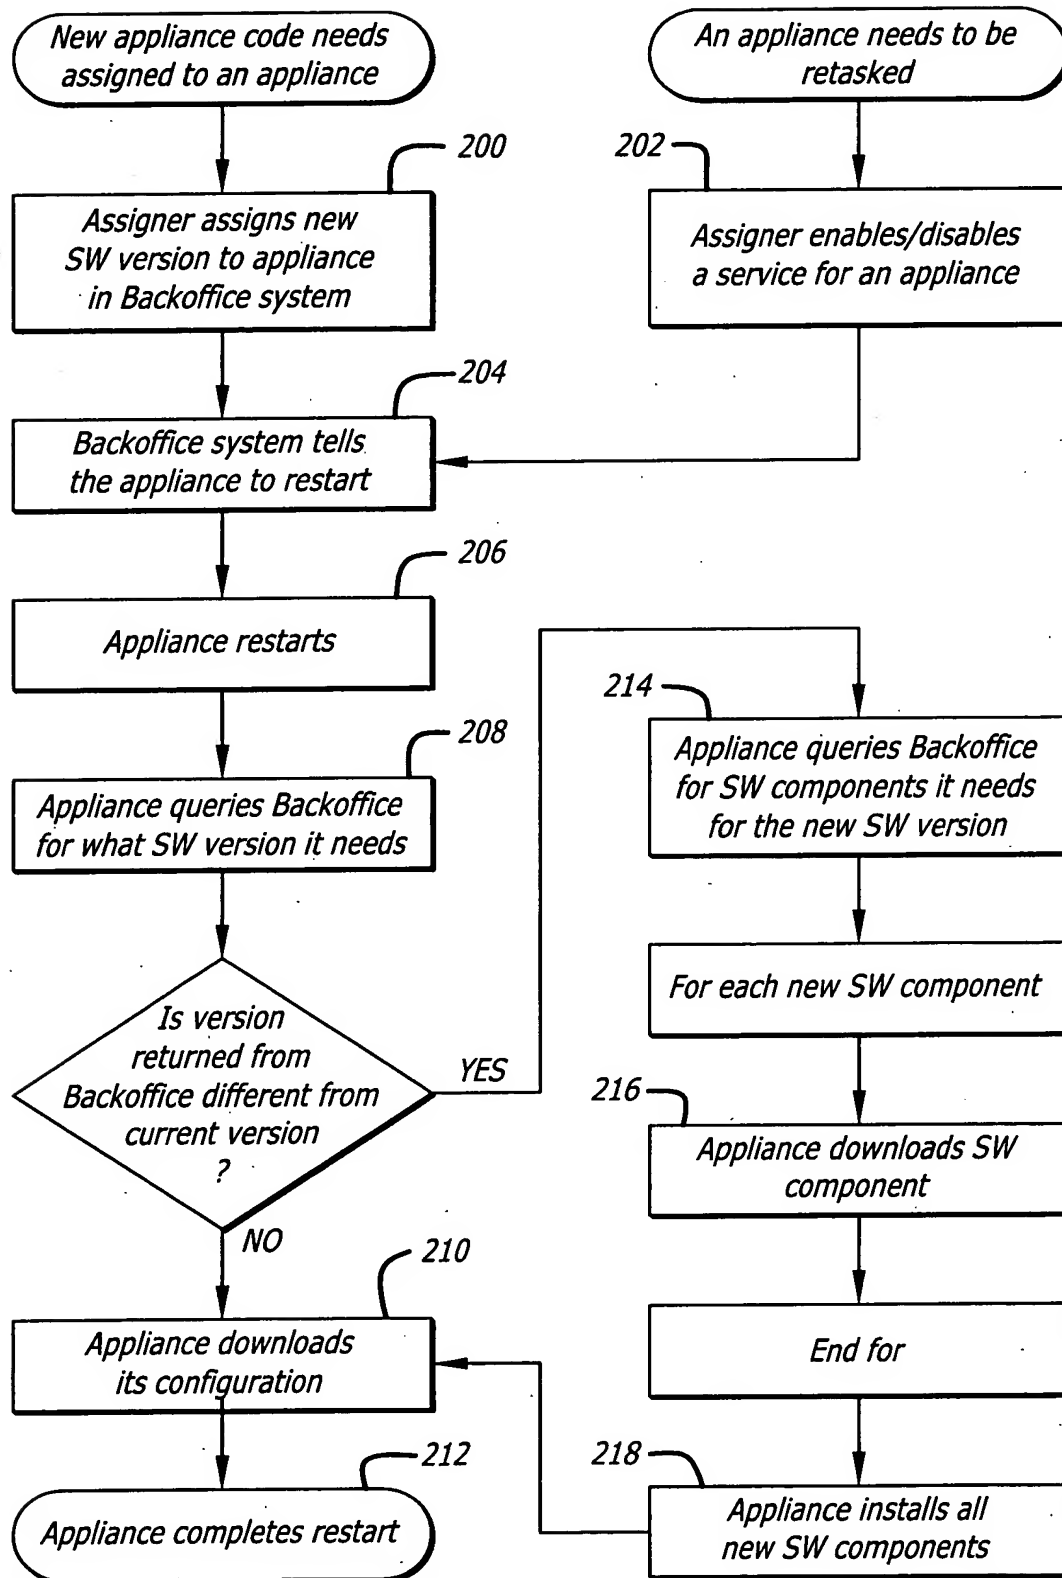 New appliance code needs
assigned to an appliance
An appliance needs to be
retasked
200
202
Assigner assigns new
SW version to appliance
in Backoffice system
Assigner enables/disables
a service for an appliance
204
Backoffice system tells
the appliance to restart
206
Appliance restarts
208
Appliance queries Backoffice
for what SW version it needs
Is version
returned from
Backoffice different from
current version
?
YES
NO
214
Appliance queries Backoffice
for SW components it needs
for the new SW version
For each new SW component
216
Appliance downloads SW
component
End for
218
Appliance installs all
new SW components
210
Appliance downloads
its configuration
212
Appliance completes restart